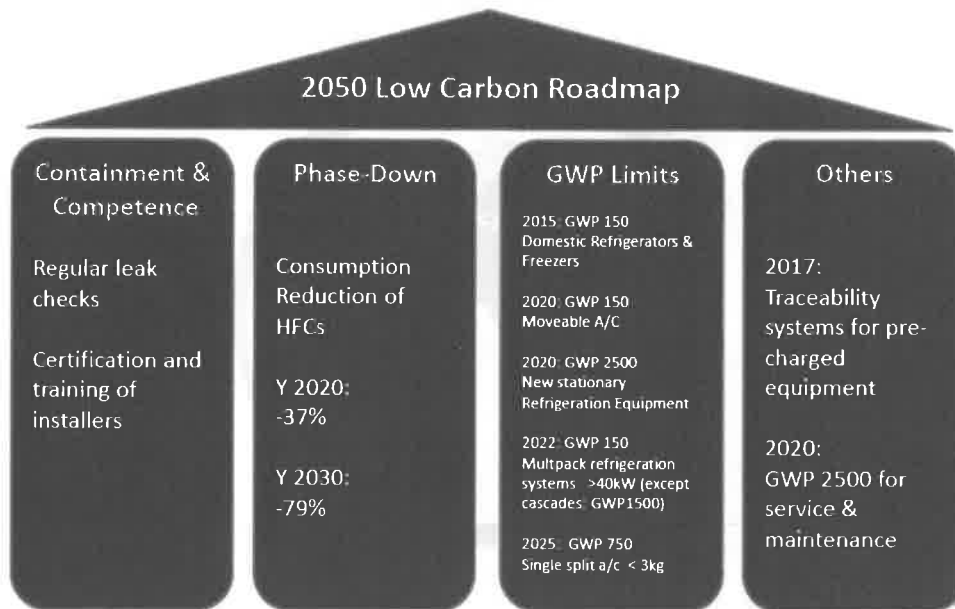 2050 Low Carbon Roadmap
Containment &
Competence
Regular leak
checks
Certification and
training of
installers
Phase-Down
Consumption
Reduction of
HFCs
Y 2020:
-37%
Y 2030:
-79%
GWP Limits
2015: GWP 150
Domestic Refrigerators &
Freezers
2020: GWP 150
Moveable A/C
2020: GWP 2500
New stationary
Refrigeration Equipment
2022: GWP 150
Multpack refrigeration
systems >40kW (except
cascades: GWP1500)
2025: GWP 750
Single split a/c < 3kg
Others
2017:
Traceability
systems for pre-
charged
equipment
2020:
GWP 2500 for
service &
maintenance